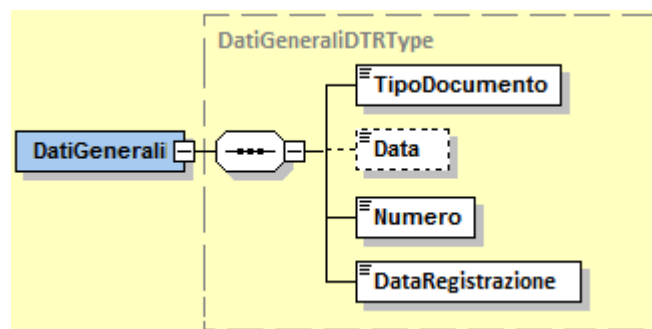 DatiGeneraliDTRType
TipoDocumento
DatiGenerali
Data
Numero
DataRegistrazione